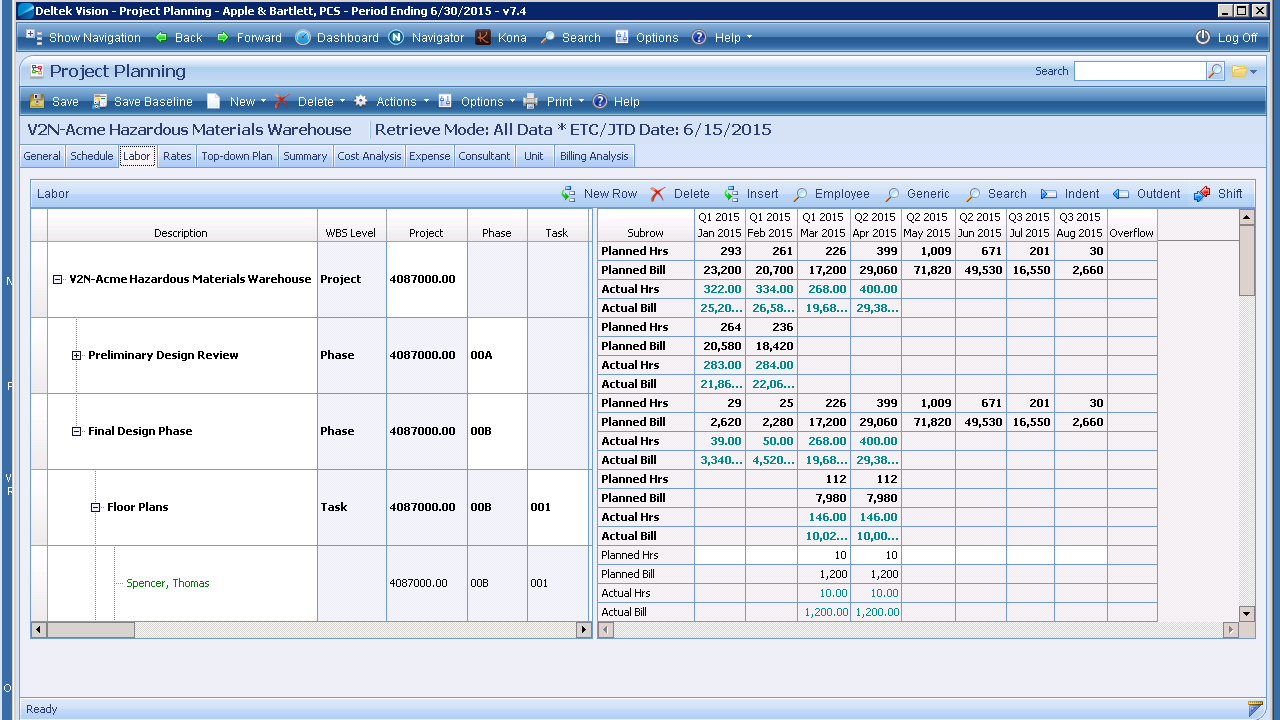 Deltek Vision - Project Planning - Apple & Bartlett, PCS - Period Ending 6/30/2015 - v7.4
Show Navigation Back Forward Dashboard Navigator Kona Search Options Help Log Off
Project Planning Search
Save Save Baseline New Delete Actions Options Print Help
V2N-Acme Hazardous Materials Warehouse Retrieve Mode: All Data * ETC/JTD Date: 6/15/2015
General Schedule Labor Rates Top-down Plan Summary Cost Analysis Expense Consultant Unit Billing Analysis
Labor New Row Delete Insert Employee Generic Search Indent Outdent Shift
Q1 2015 Q1 2015 Q1 2015 Q2 2015 Q2 2015 Q2 2015 Q3 2015 Q3 2015
Description WBS Level Project Phase Task Subrow Jan 2015 Feb 2015 Mar 2015 Apr 2015 May 2015 Jun 2015 Jul 2015 Aug 2015 Overflow
Planned Hrs 293 261 226 399 1,009 671 201 30
Planned Bill 23,200 20,700 17,200 29,060 71,820 49,530 16,550 2,660
V2N-Acme Hazardous Materials Warehouse Project 4087000.00
Actual Hrs 322.00 334.00 268.00 400.00
Actual Bill 25,20... 26,58... 19,68... 29,38...
Planned Hrs 264 236
Planned Bill 20,580 18,420
Preliminary Design Review Phase 4087000.00 00A
Actual Hrs 283.00 284.00
Actual Bill 21,86... 22,06...
Planned Hrs 29 25 226 399 1,009 671 201 30
Planned Bill 2,620 2,280 17,200 29,060 71,820 49,530 16,550 2,660
Final Design Phase Phase 4087000.00 00B
Actual Hrs 39.00 50.00 268.00 400.00
Actual Bill 3,340... 4,520... 19,68... 29,38...
Planned Hrs 112 112
Planned Bill 7,980 7,980
Floor Plans Task 4087000.00 00B 001
Actual Hrs 146.00 146.00
Actual Bill 10,02... 10,00...
Planned Hrs 10 10
Planned Bill 1,200 1,200
Spencer, Thomas 4087000.00 00B 001
Actual Hrs 10.00 10.00
Actual Bill 1,200.00 1,200.00
Ready